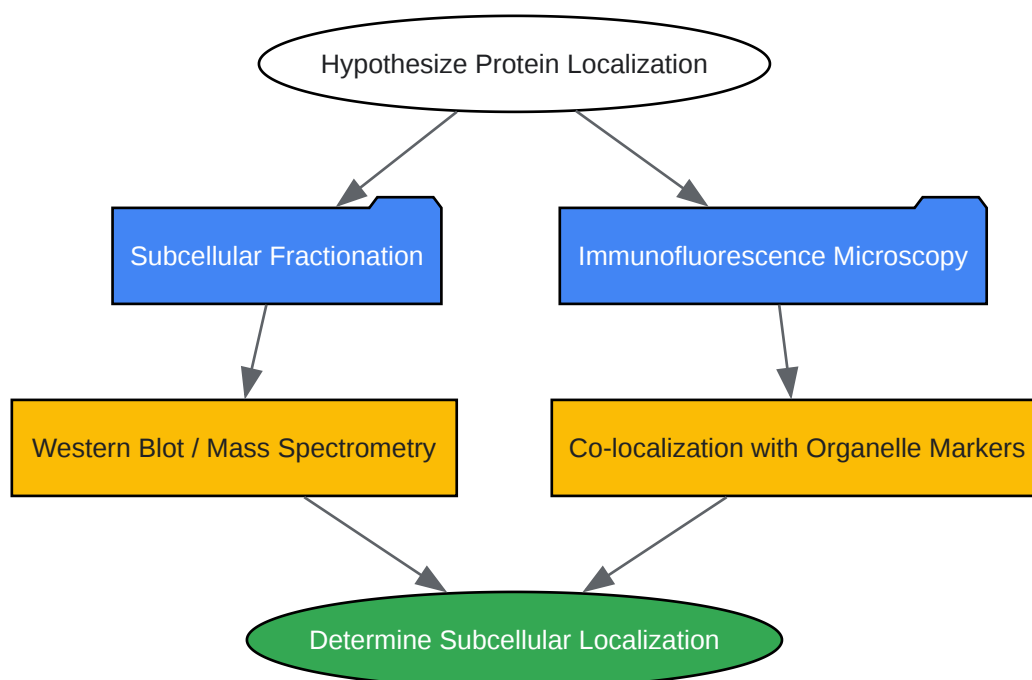 Hypothesize Protein Localization
Subcellular Fractionation
Immunofluorescence Microscopy
Western Blot / Mass Spectrometry
Co-localization with Organelle Markers
Determine Subcellular Localization